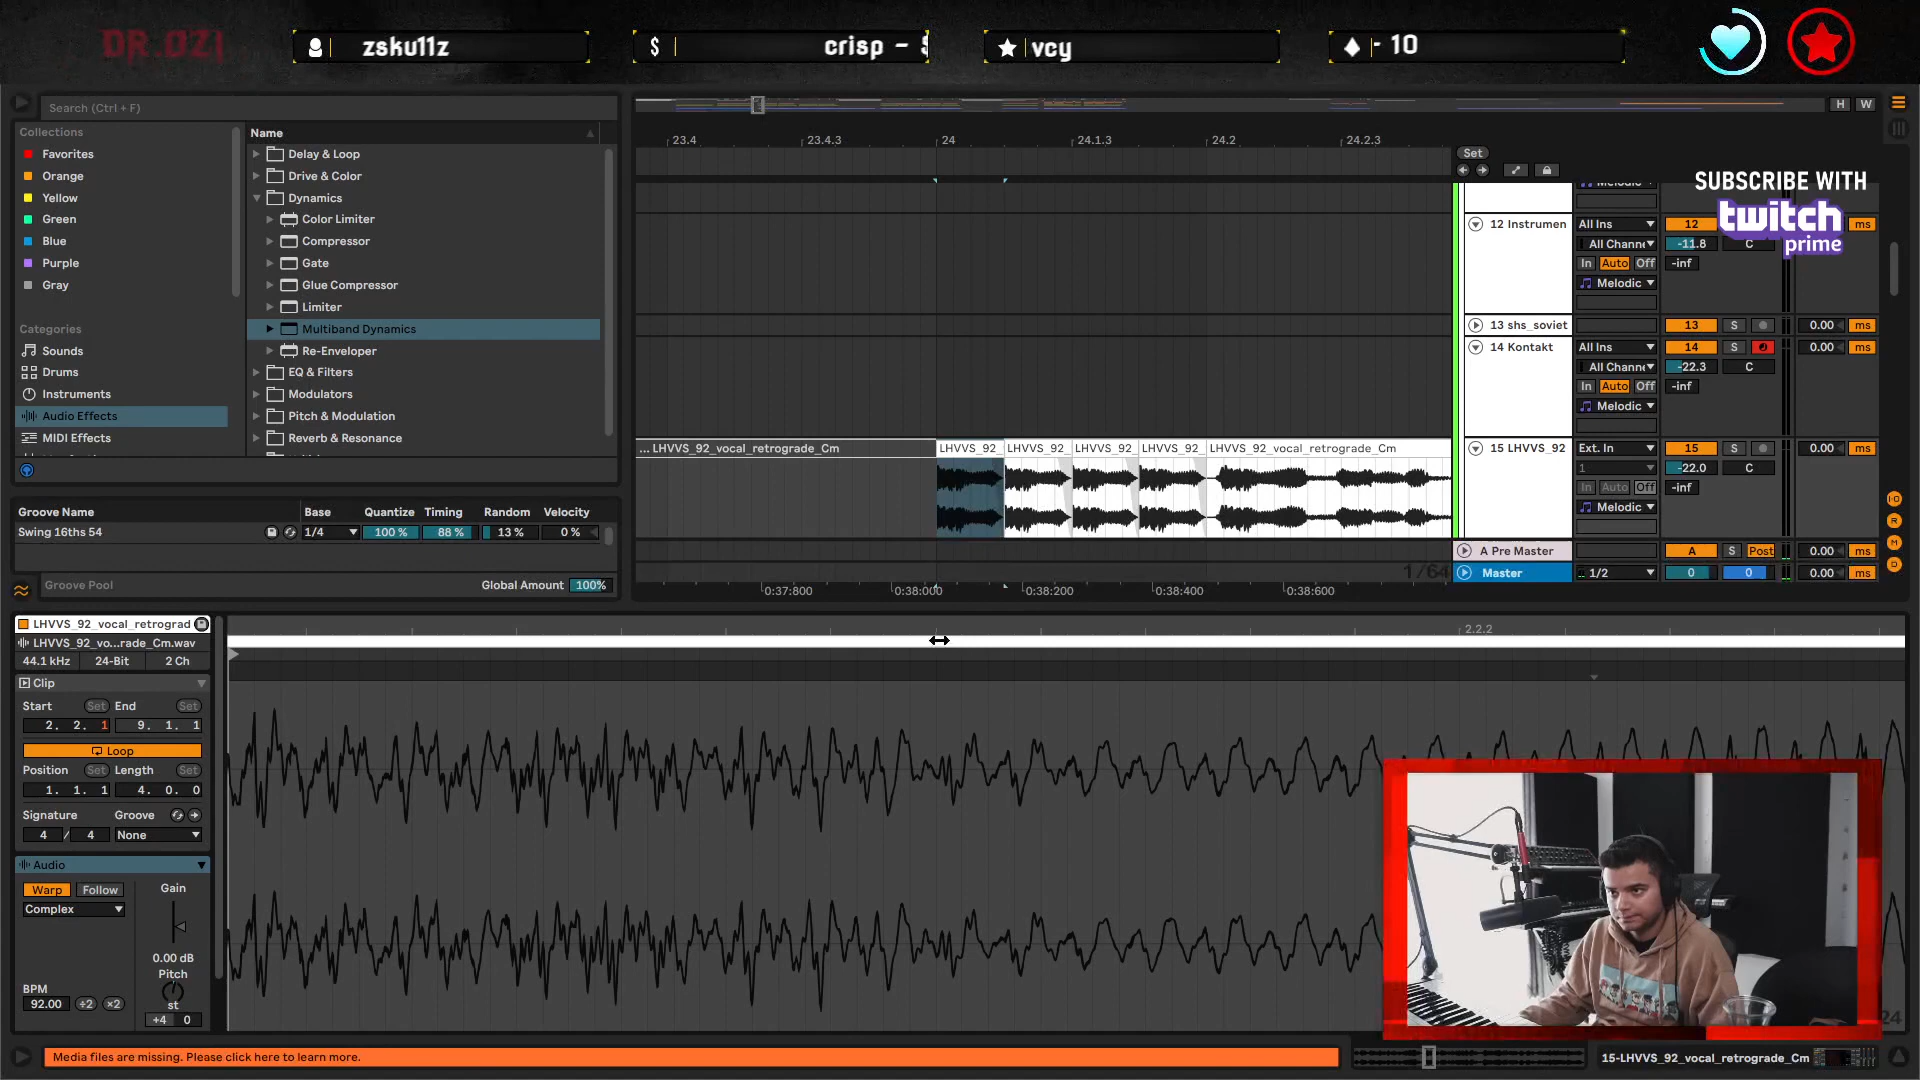 DR.OZI
zsku11z
$ crisp -
vcy
- 10
Search (Ctrl + F)
H W
Collections
Name
Favorites
Orange
Yellow
Green
Blue
Purple
Gray
Categories
Sounds
Drums
Instruments
Audio Effects
MIDI Effects
Delay & Loop
Drive & Color
Dynamics
Color Limiter
Compressor
Gate
Glue Compressor
Limiter
Multiband Dynamics
Re-Enveloper
EQ & Filters
Modulators
Pitch & Modulation
Reverb & Resonance
23.4 23.4.3 24 24.1.3 24.2 24.2.3
Set
SUBSCRIBE WITH
twitch
prime
12 Instrumen All Ins 12 ms
All Channe -11.8 C
In Auto Off -inf
Melodic
13 shs_soviet 13 S 0.00 ms
14 Kontakt All Ins 14 S 0.00 ms
All Channe -22.3 C
In Auto Off -inf
Melodic
... LHVVS_92_vocal_retrograde_Cm LHVVS_92_ LHVVS_92_ LHVVS_92_ LHVVS_92_ LHVVS_92_vocal_retrograde_Cm
15 LHVVS_92 Ext. In 15 S 0.00 ms
1 -22.0 C
In Auto Off -inf
Melodic
A Pre Master A S Post 0.00 ms
1/64
Master 1/2 0 0 0.00 ms
0:37:800 0:38:000 0:38:200 0:38:400 0:38:600
Groove Name Base Quantize Timing Random Velocity
Swing 16ths 54 1/4 100 % 88 % 13 % 0 %
Groove Pool Global Amount 100%
LHVVS_92_vocal_retrograd
LHVVS_92_vo...rade_Cm.wav
44.1 kHz 24-Bit 2 Ch
Clip
Start Set End Set
2. 2. 1 9. 1. 1
Loop
Position Set Length Set
1. 1. 1 4. 0. 0
Signature Groove
4 / 4 None
Audio
Warp Follow Gain
Complex
0.00 dB
Pitch
st
BPM
92.00 ÷2 ×2
+4 0
2.2.2
Media files are missing. Please click here to learn more.
15-LHVVS_92_vocal_retrograde_Cm